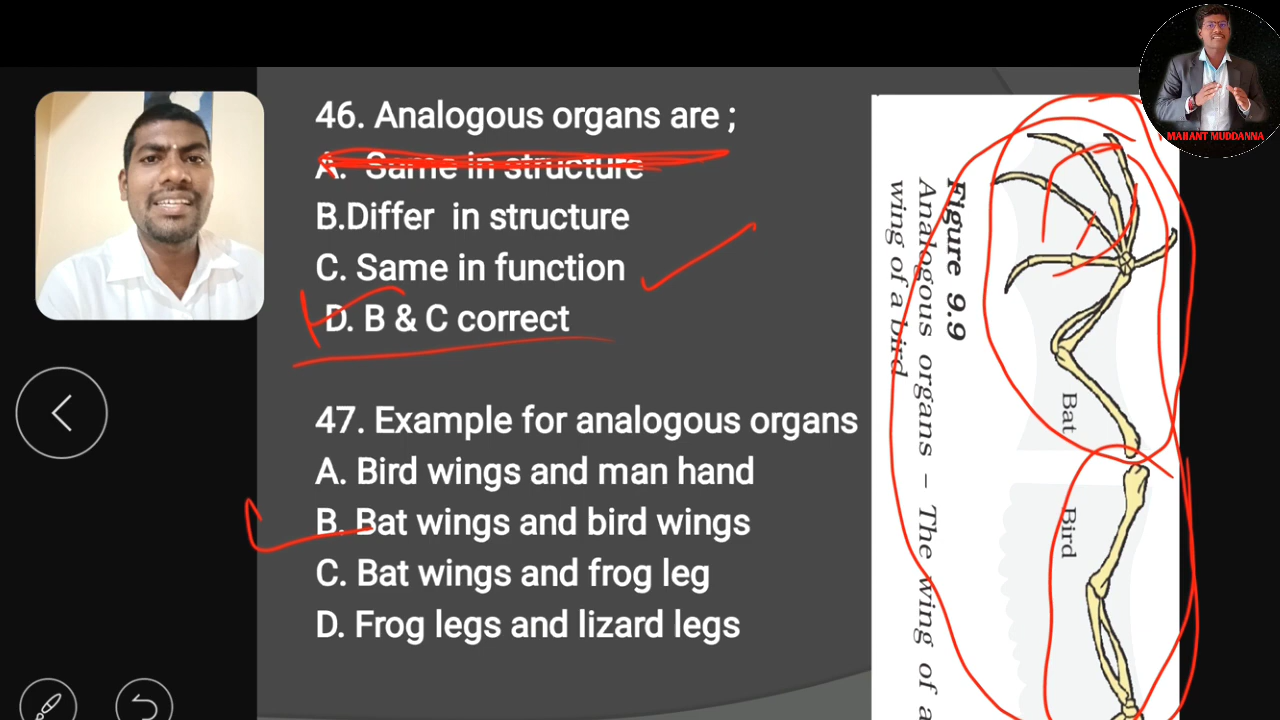 46. Analogous organs are ;
A. Same in structure
B.Differ in structure
C. Same in function
D. B & C correct
47. Example for analogous organs
A. Bird wings and man hand
B. Bat wings and bird wings
C. Bat wings and frog leg
D. Frog legs and lizard legs
Figure 9.9
Analogous organs – The wing of a
wing of a bird
Bat
Bird
MAHANT MUDDANNA